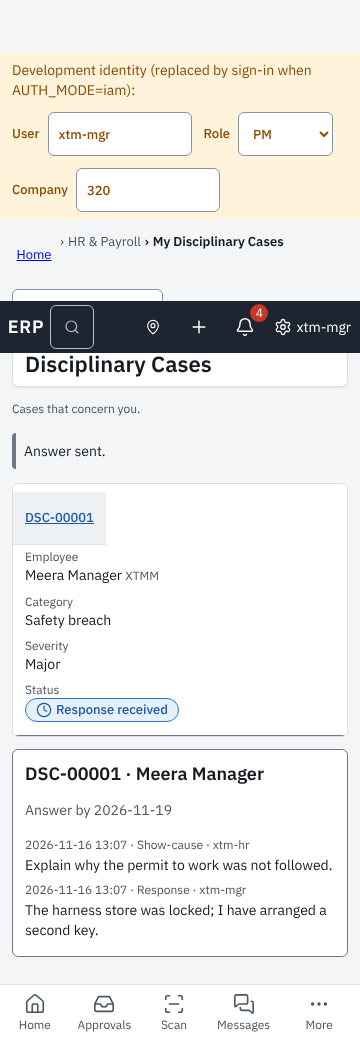 Development identity (replaced by sign-in when
AUTH_MODE=iam):
User xtm-mgr Role PM
Company 320
› HR & Payroll › My Disciplinary Cases
Home
ERP 4 xtm-mgr
Disciplinary Cases
Cases that concern you.
Answer sent.
DSC-00001
Employee
Meera Manager XTMM
Category
Safety breach
Severity
Major
Status
Response received
DSC-00001 · Meera Manager
Answer by 2026-11-19
2026-11-16 13:07 · Show-cause · xtm-hr
Explain why the permit to work was not followed.
2026-11-16 13:07 · Response · xtm-mgr
The harness store was locked; I have arranged a
second key.
Home Approvals Scan Messages More